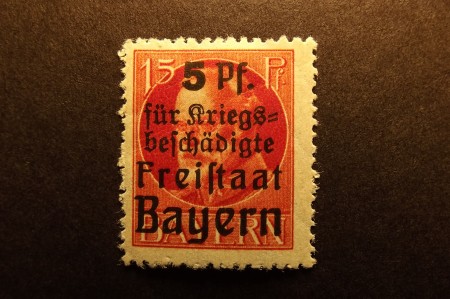 15 Pf.
5 Pf.
für Kriegs=
beſchädigte
Freiſtaat
Bayern
BAYERN